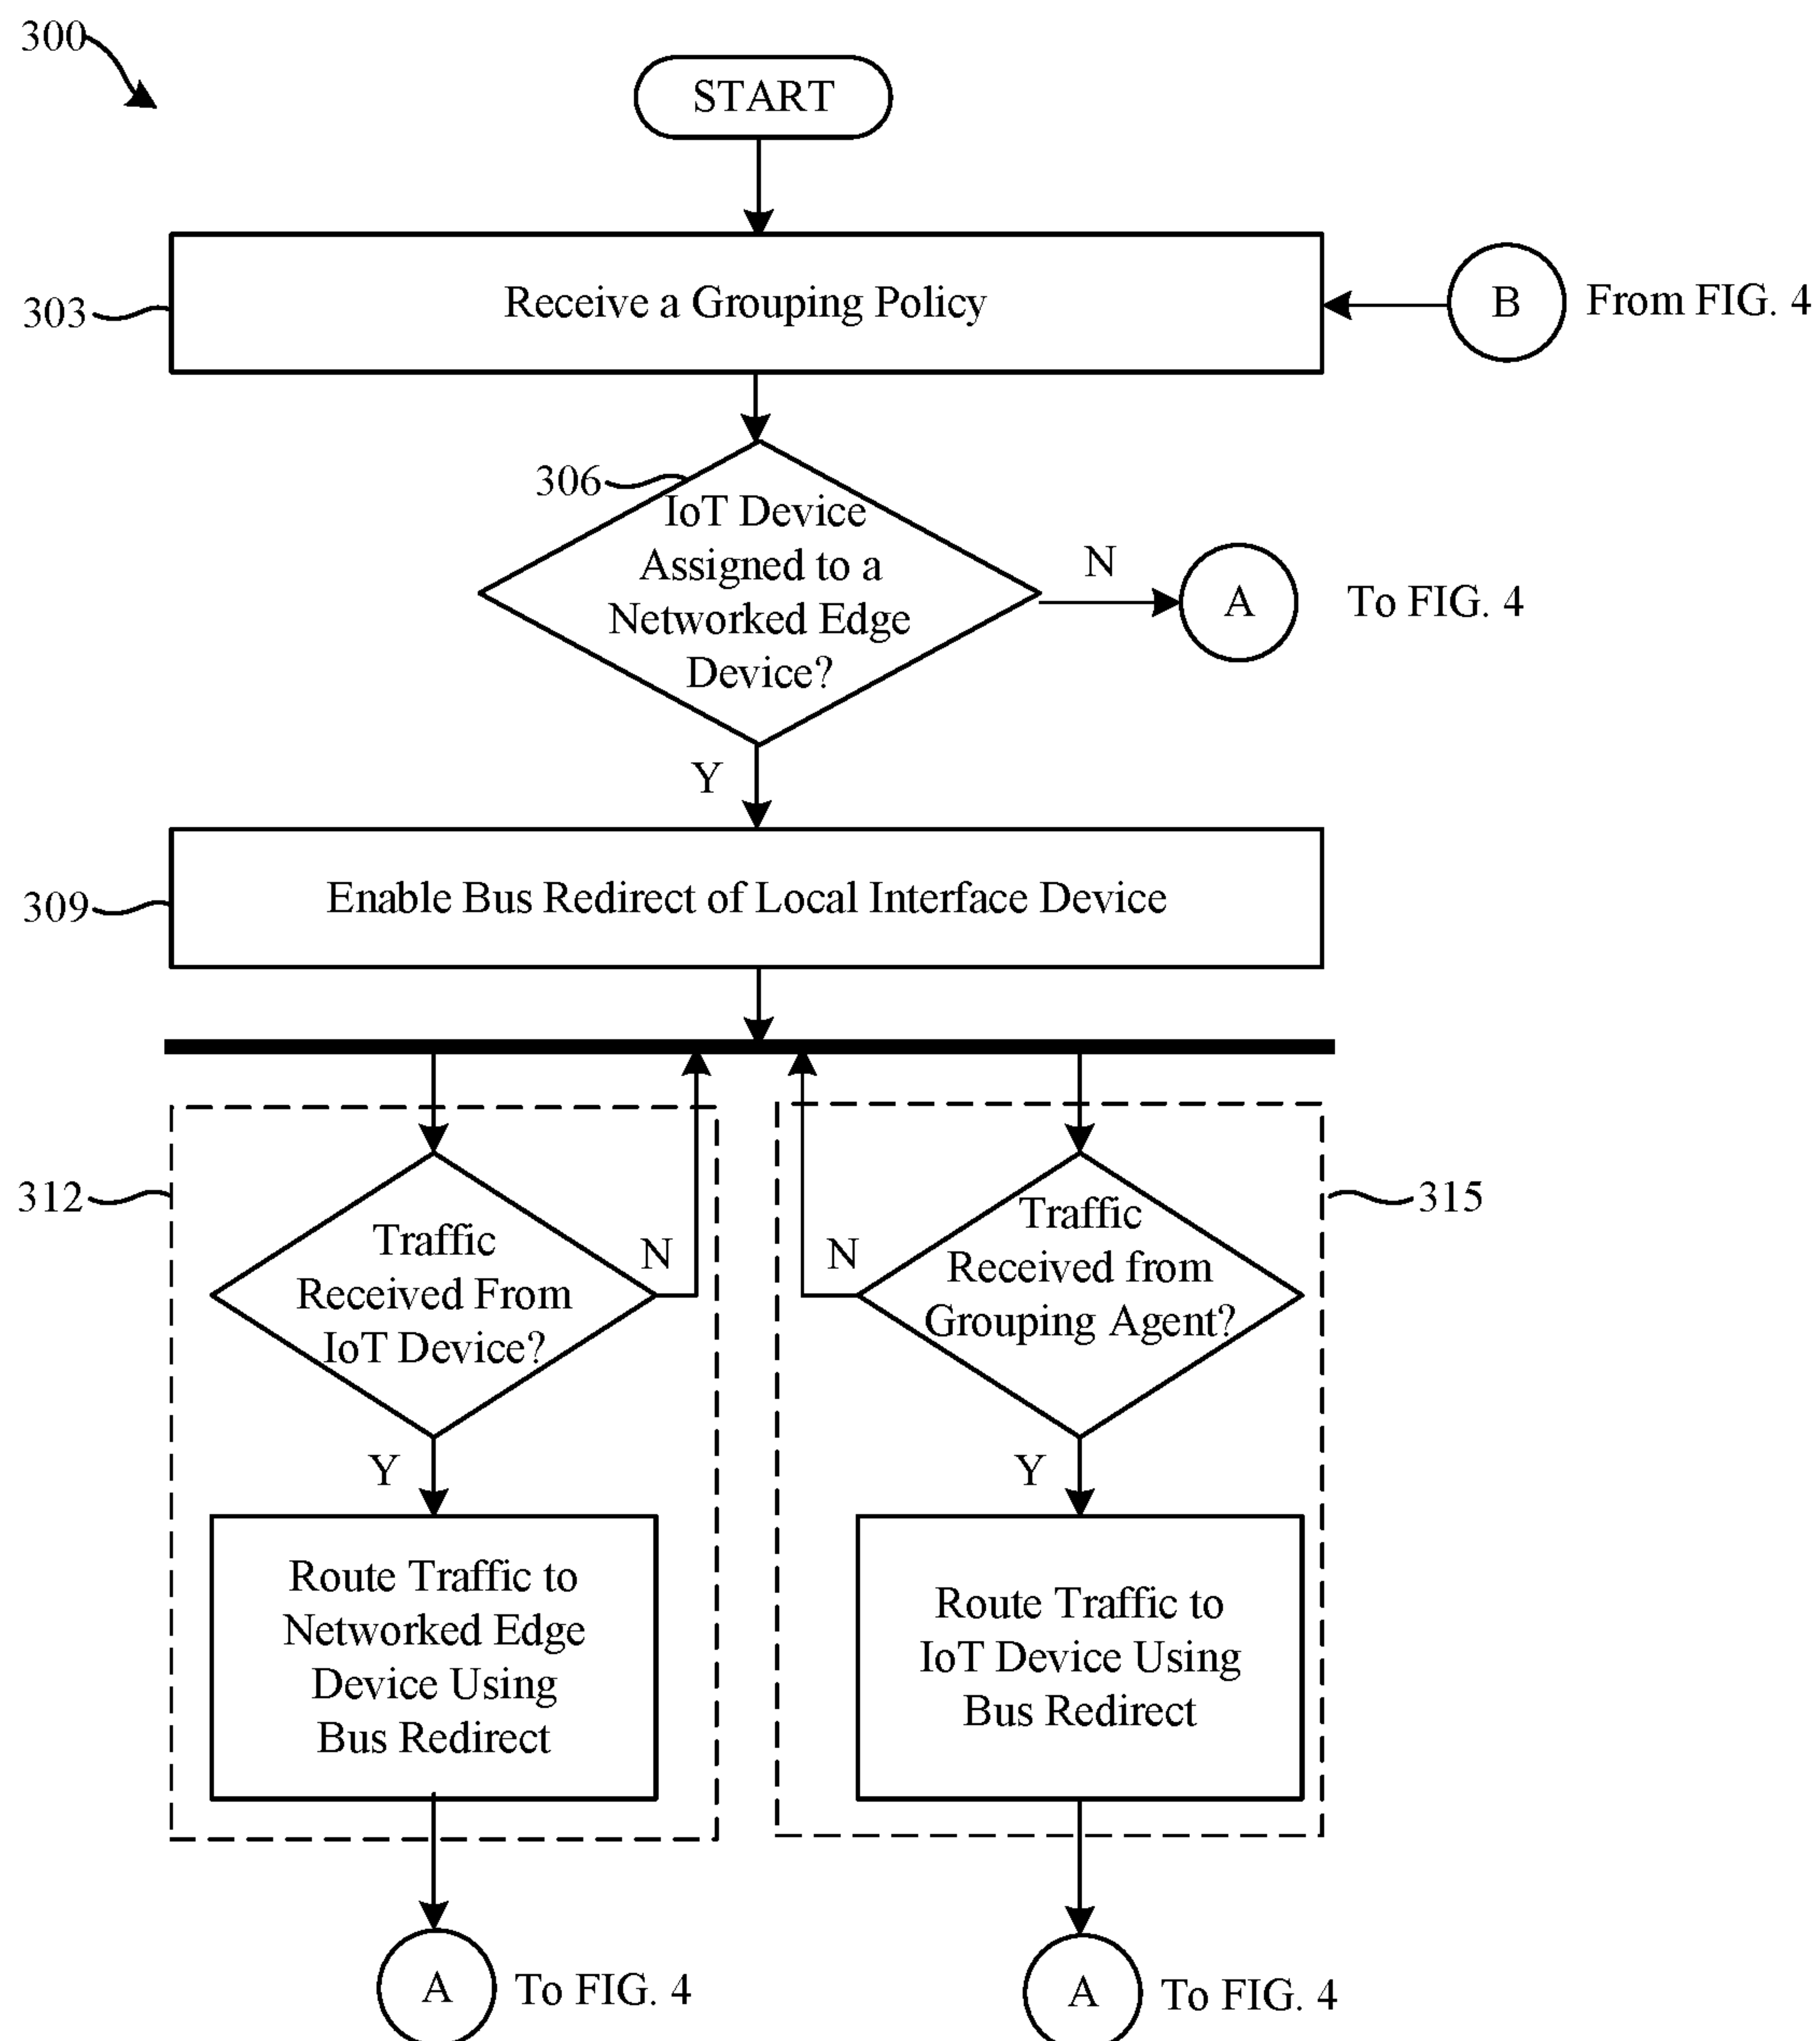 300
START
303
Receive a Grouping Policy
B
From FIG. 4
306
IoT Device
Assigned to a
Networked Edge
Device?
N
A
To FIG. 4
Y
309
Enable Bus Redirect of Local Interface Device
312
Traffic
Received From
IoT Device?
N
Y
Route Traffic to
Networked Edge
Device Using
Bus Redirect
A
To FIG. 4
315
Traffic
Received from
Grouping Agent?
N
Y
Route Traffic to
IoT Device Using
Bus Redirect
A
To FIG. 4